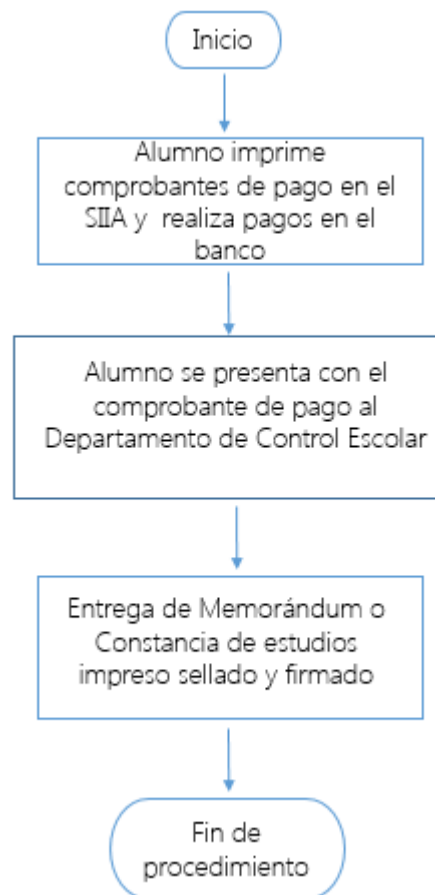 Inicio
Alumno imprime
comprobantes de pago en el
SIIA y realiza pagos en el
banco
Alumno se presenta con el
comprobante de pago al
Departamento de Control Escolar
Entrega de Memorándum o
Constancia de estudios
impreso sellado y firmado
Fin de
procedimiento